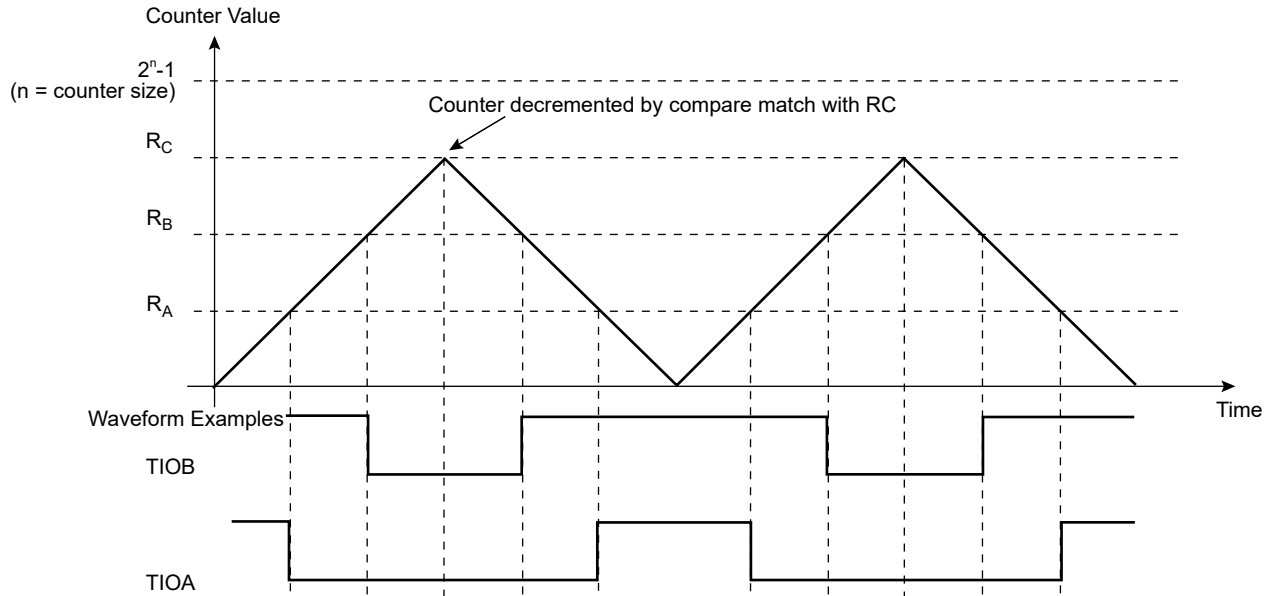 Counter Value
2ⁿ-1
(n = counter size)
Counter decremented by compare match with RC
R_C
R_B
R_A
Time
Waveform Examples
TIOB
TIOA